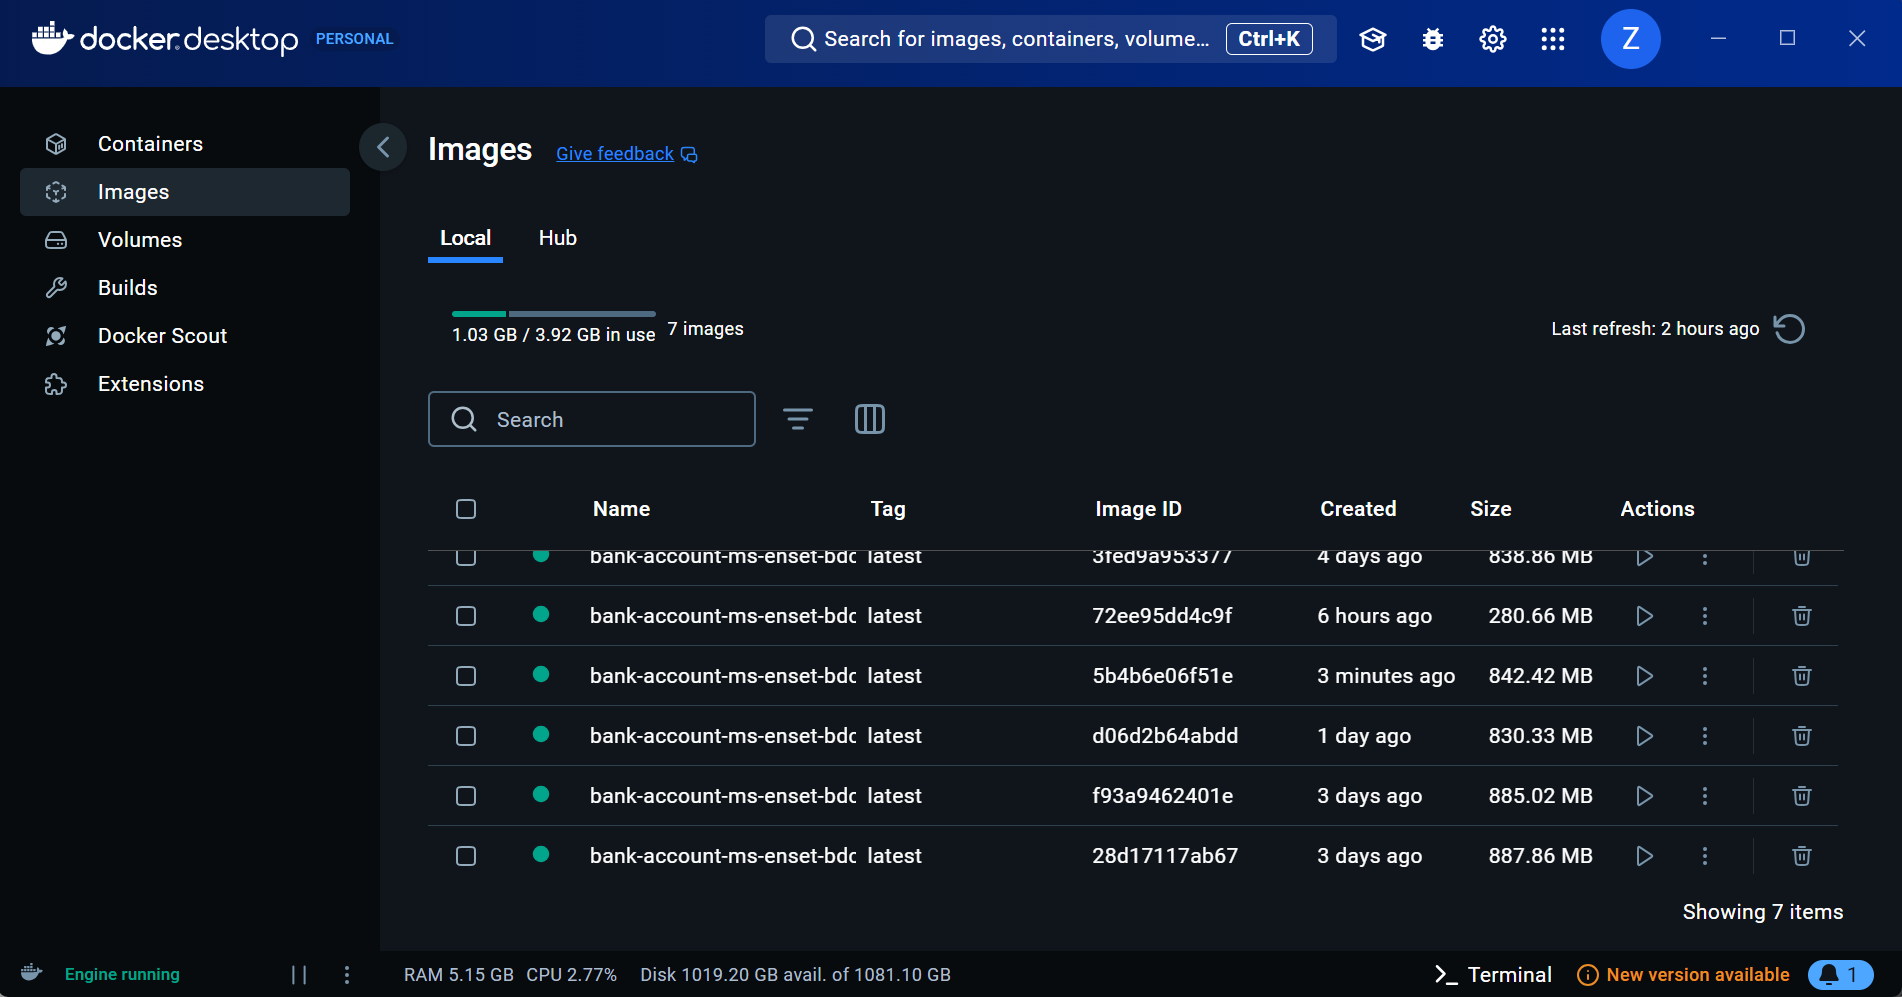 docker desktop PERSONAL
Search for images, containers, volume... Ctrl+K
Z
Containers
Images
Volumes
Builds
Docker Scout
Extensions
Images Give feedback
Local Hub
1.03 GB / 3.92 GB in use 7 images
Last refresh: 2 hours ago
Search
Name Tag Image ID Created Size Actions
bank-account-ms-enset-bdc latest 3fed9a953377 4 days ago 838.86 MB
bank-account-ms-enset-bdc latest 72ee95dd4c9f 6 hours ago 280.66 MB
bank-account-ms-enset-bdc latest 5b4b6e06f51e 3 minutes ago 842.42 MB
bank-account-ms-enset-bdc latest d06d2b64abdd 1 day ago 830.33 MB
bank-account-ms-enset-bdc latest f93a9462401e 3 days ago 885.02 MB
bank-account-ms-enset-bdc latest 28d17117ab67 3 days ago 887.86 MB
Showing 7 items
Engine running
RAM 5.15 GB CPU 2.77% Disk 1019.20 GB avail. of 1081.10 GB
>_ Terminal
New version available
1